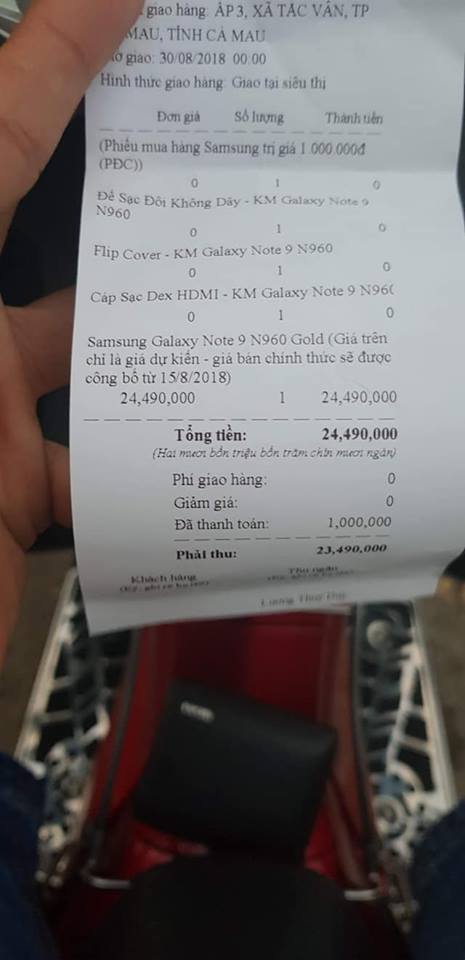 giao hàng: ẤP 3, XÃ TẮC VÂN, TP
MAU, TỈNH CÀ MAU
giao: 30/08/2018 00:00
Hình thức giao hàng: Giao tại siêu thị
Đơn giá Số lượng Thành tiền
(Phiếu mua hàng Samsung trị giá 1.000.000đ
(PĐC))
0 1 0
Đế Sạc Đôi Không Dây - KM Galaxy Note 9
N960
0 1 0
Flip Cover - KM Galaxy Note 9 N960
0 1 0
Cáp Sạc Dex HDMI - KM Galaxy Note 9 N960
0 1 0
Samsung Galaxy Note 9 N960 Gold (Giá trên
chỉ là giá dự kiến - giá bán chính thức sẽ được
công bố từ 15/8/2018)
24,490,000 1 24,490,000
Tổng tiền: 24,490,000
(Hai mươi bốn triệu bốn trăm chín mươi ngàn)
Phí giao hàng: 0
Giảm giá: 0
Đã thanh toán: 1,000,000
Phải thu: 23,490,000
Khách hàng Thu ngân